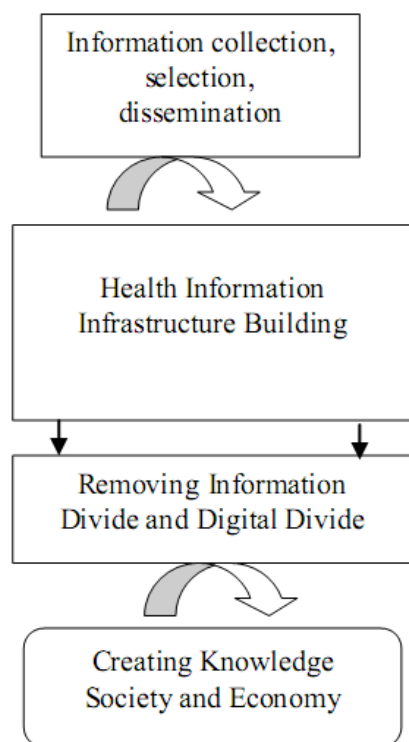 Information collection,
selection,
dissemination
Health Information
Infrastructure Building
Removing Information
Divide and Digital Divide
Creating Knowledge
Society and Economy